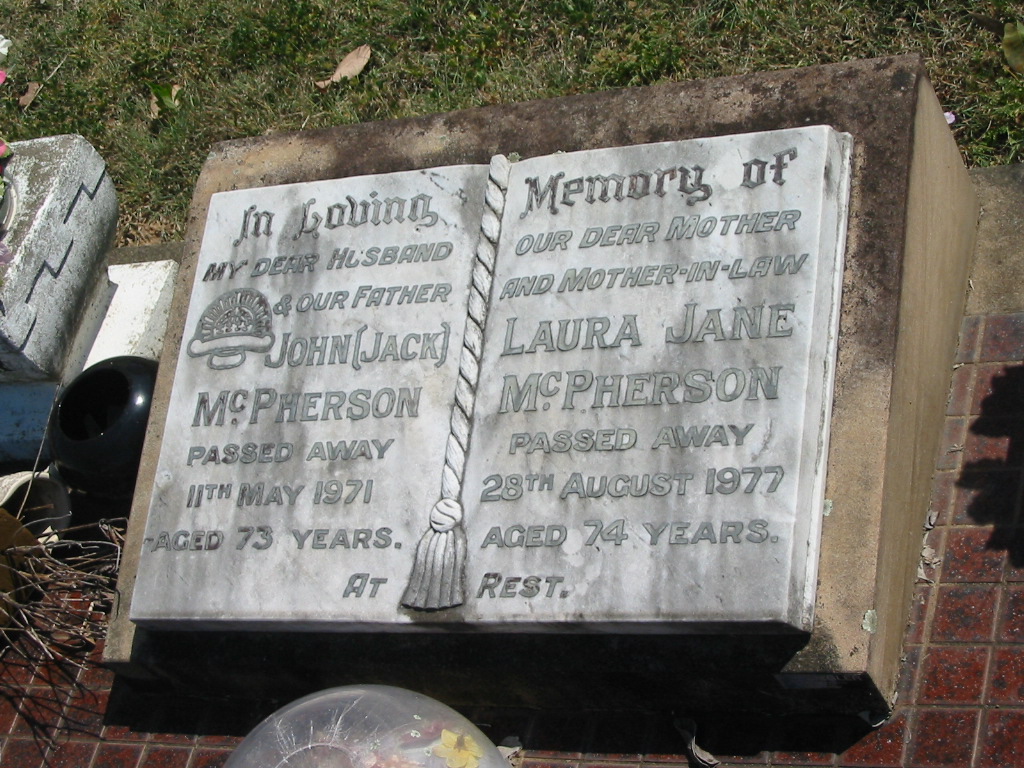 In Loving Memory of
MY DEAR HUSBAND
& OUR FATHER
JOHN (JACK)
McPHERSON
PASSED AWAY
11TH MAY 1971
AGED 73 YEARS.
OUR DEAR MOTHER
AND MOTHER-IN-LAW
LAURA JANE
McPHERSON
PASSED AWAY
28TH AUGUST 1977
AGED 74 YEARS.
AT REST.